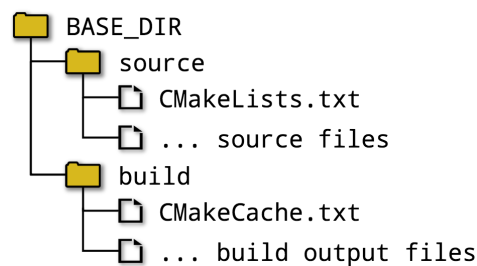 BASE_DIR
source
CMakeLists.txt
... source files
build
CMakeCache.txt
... build output files